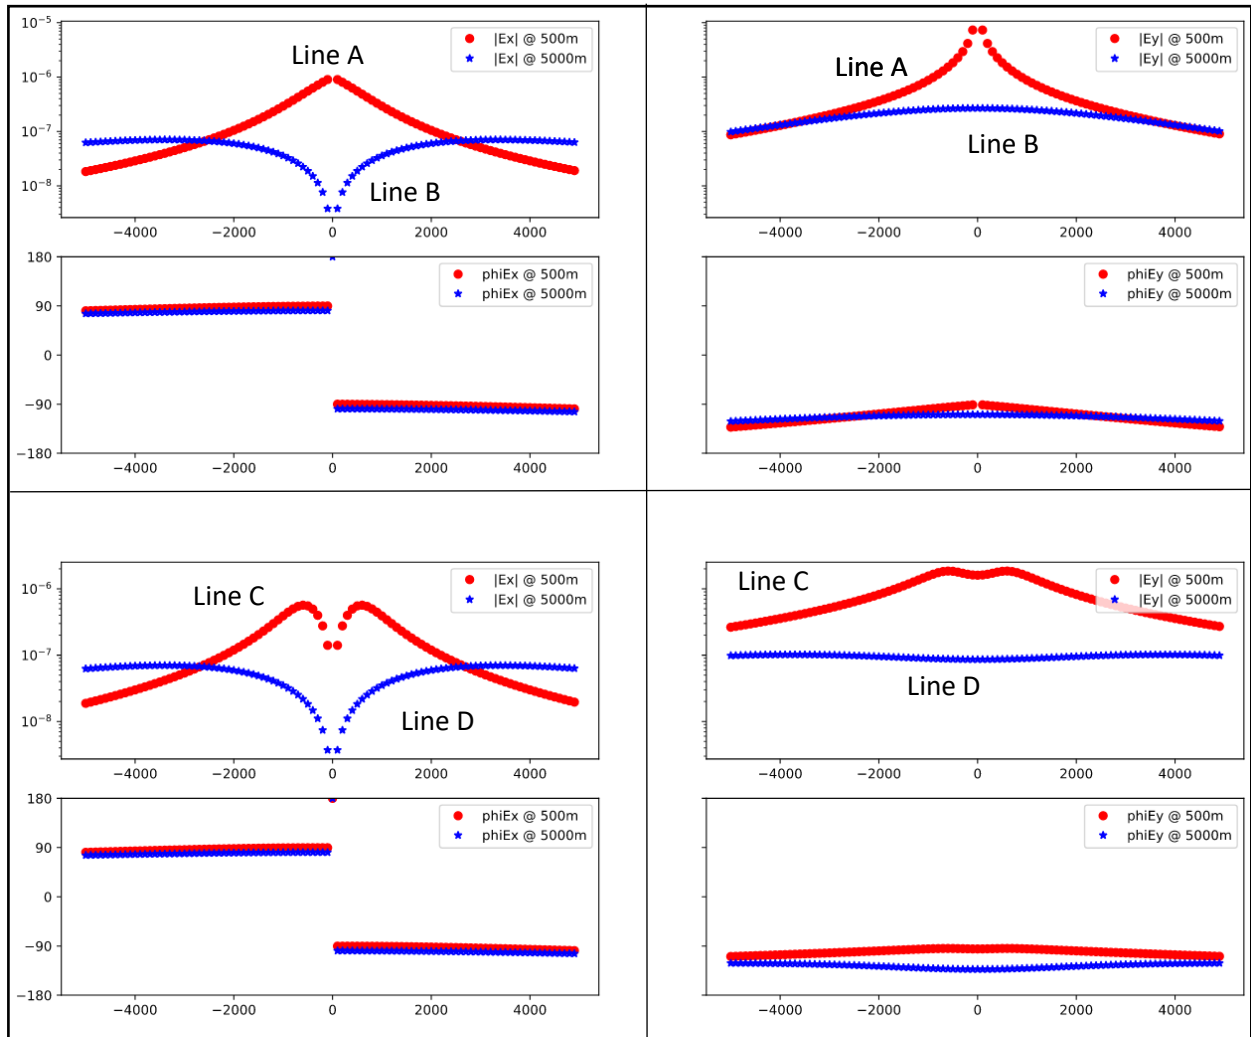 10⁻⁵
10⁻⁶
10⁻⁷
10⁻⁸
Line A
Line B
|Ex| @ 500m
|Ex| @ 5000m
−4000 −2000 0 2000 4000
Line A
Line B
|Ey| @ 500m
|Ey| @ 5000m
−4000 −2000 0 2000 4000
180
90
0
−90
−180
phiEx @ 500m
phiEx @ 5000m
−4000 −2000 0 2000 4000
phiEy @ 500m
phiEy @ 5000m
−4000 −2000 0 2000 4000
10⁻⁶
10⁻⁷
10⁻⁸
Line C
Line D
|Ex| @ 500m
|Ex| @ 5000m
−4000 −2000 0 2000 4000
Line C
Line D
|Ey| @ 500m
|Ey| @ 5000m
−4000 −2000 0 2000 4000
180
90
0
−90
−180
phiEx @ 500m
phiEx @ 5000m
−4000 −2000 0 2000 4000
phiEy @ 500m
phiEy @ 5000m
−4000 −2000 0 2000 4000